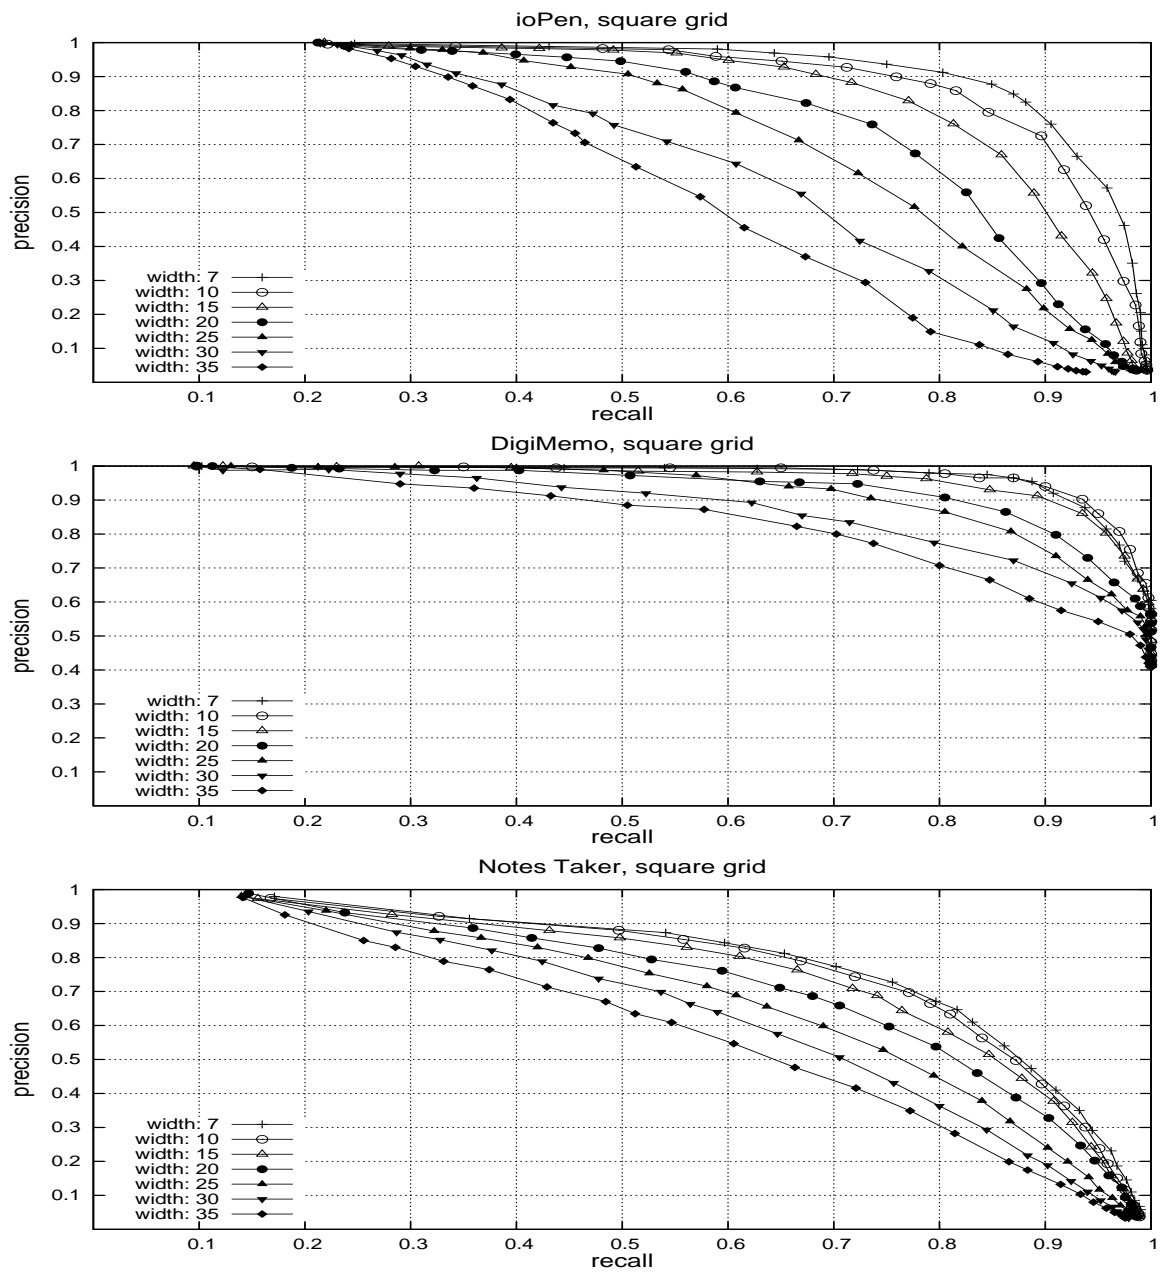 ioPen, square grid
1
0.9
0.8
0.7
0.6
0.5
0.4
0.3
0.2
0.1
precision
width: 7
width: 10
width: 15
width: 20
width: 25
width: 30
width: 35
0.1 0.2 0.3 0.4 0.5 0.6 0.7 0.8 0.9 1
recall
DigiMemo, square grid
1
0.9
0.8
0.7
0.6
0.5
0.4
0.3
0.2
0.1
precision
width: 7
width: 10
width: 15
width: 20
width: 25
width: 30
width: 35
0.1 0.2 0.3 0.4 0.5 0.6 0.7 0.8 0.9 1
recall
Notes Taker, square grid
1
0.9
0.8
0.7
0.6
0.5
0.4
0.3
0.2
0.1
precision
width: 7
width: 10
width: 15
width: 20
width: 25
width: 30
width: 35
0.1 0.2 0.3 0.4 0.5 0.6 0.7 0.8 0.9 1
recall